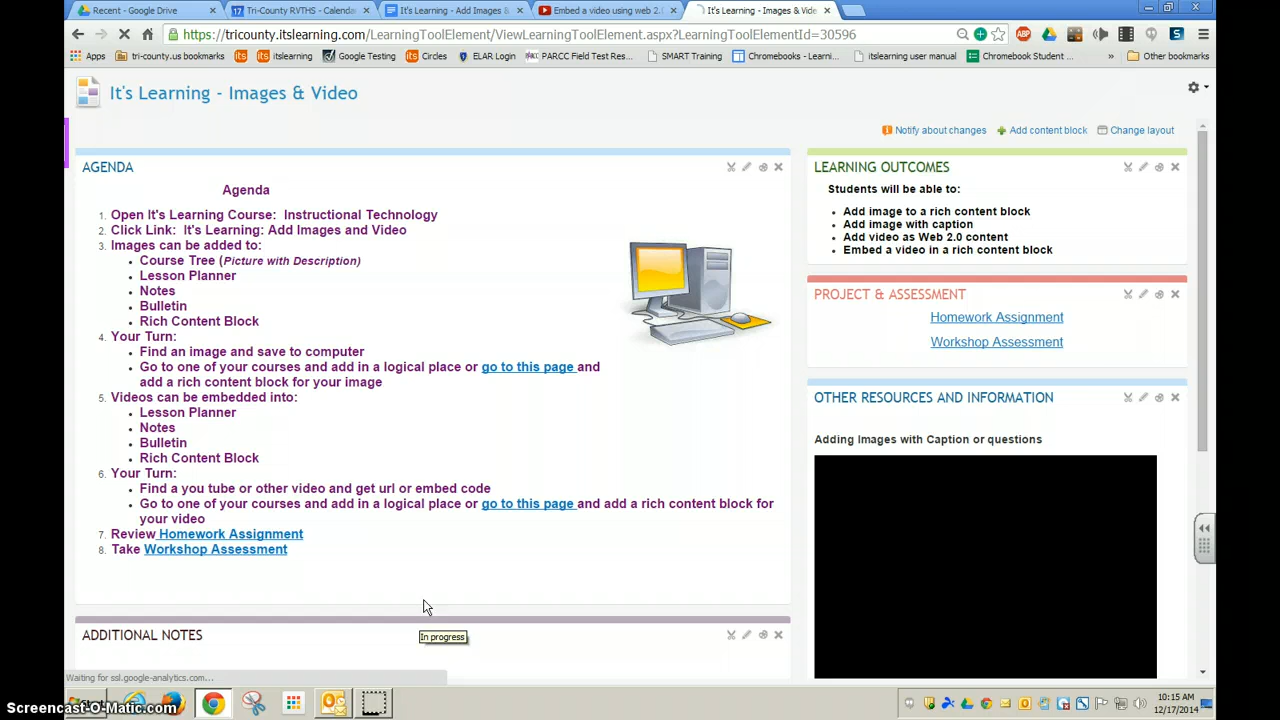 Recent - Google Drive
Tri-County RVTHS - Calenda
It's Learning - Add Images &
Embed a video using web 2.0
It's Learning - Images & Vide
https://tricounty.itslearning.com/LearningToolElement/ViewLearningToolElement.aspx?LearningToolElementId=30596
Apps
tri-county.us bookmarks
itslearning
Google Testing
Circles
ELAR Login
PARCC Field Test Res...
SMART Training
Chromebooks - Learni...
itslearning user manual
Chromebook Student ...
Other bookmarks
It's Learning - Images & Video
Notify about changes
Add content block
Change layout
AGENDA
Agenda
1. Open It's Learning Course: Instructional Technology
2. Click Link: It's Learning: Add Images and Video
3. Images can be added to:
• Course Tree (Picture with Description)
• Lesson Planner
• Notes
• Bulletin
• Rich Content Block
4. Your Turn:
• Find an image and save to computer
• Go to one of your courses and add in a logical place or go to this page and
add a rich content block for your image
5. Videos can be embedded into:
• Lesson Planner
• Notes
• Bulletin
• Rich Content Block
6. Your Turn:
• Find a you tube or other video and get url or embed code
• Go to one of your courses and add in a logical place or go to this page and add a rich content block for
your video
7. Review Homework Assignment
8. Take Workshop Assessment
In progress
ADDITIONAL NOTES
LEARNING OUTCOMES
Students will be able to:
• Add image to a rich content block
• Add image with caption
• Add video as Web 2.0 content
• Embed a video in a rich content block
PROJECT & ASSESSMENT
Homework Assignment
Workshop Assessment
OTHER RESOURCES AND INFORMATION
Adding Images with Caption or questions
Waiting for ssl.google-analytics.com...
Screencast-O-Matic.com
10:15 AM
12/17/2014